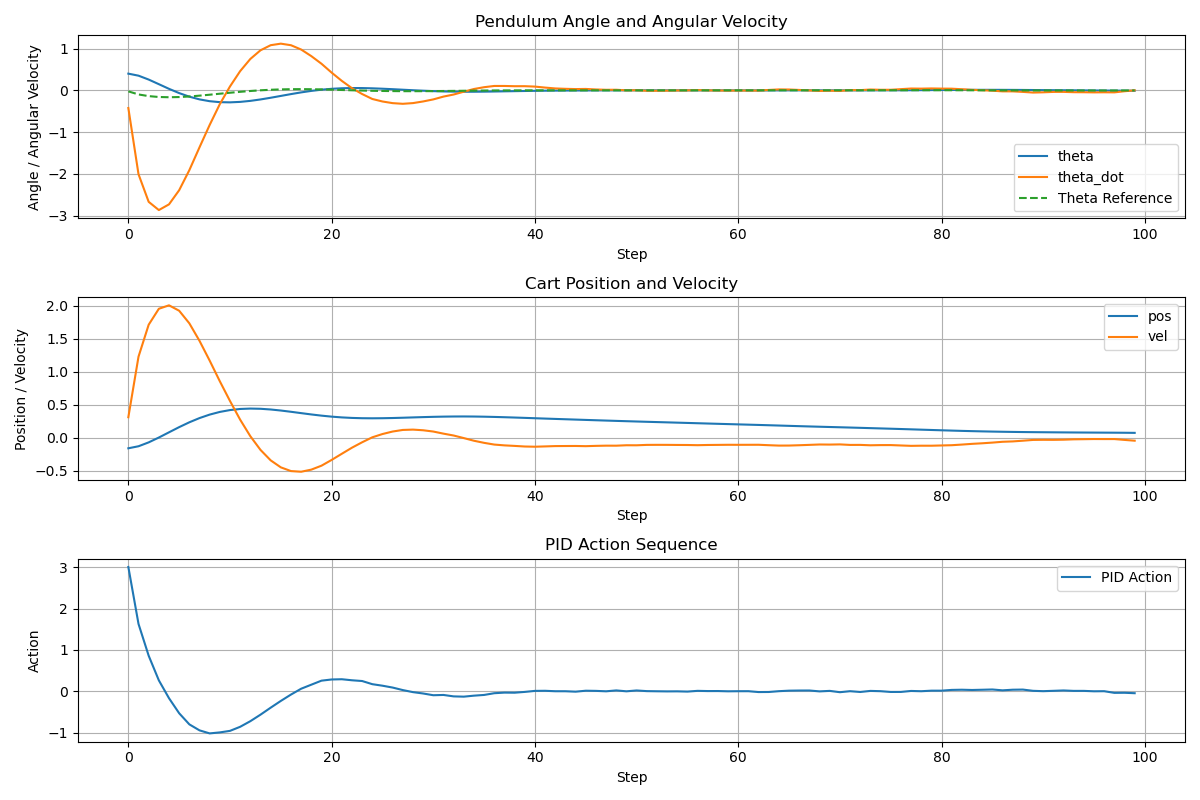 Pendulum Angle and Angular Velocity
Angle / Angular Velocity
1
0
−1
−2
−3
theta
theta_dot
Theta Reference
0 20 40 60 80 100
Step
Cart Position and Velocity
Position / Velocity
2.0
1.5
1.0
0.5
0.0
−0.5
pos
vel
0 20 40 60 80 100
Step
PID Action Sequence
Action
3
2
1
0
−1
PID Action
0 20 40 60 80 100
Step